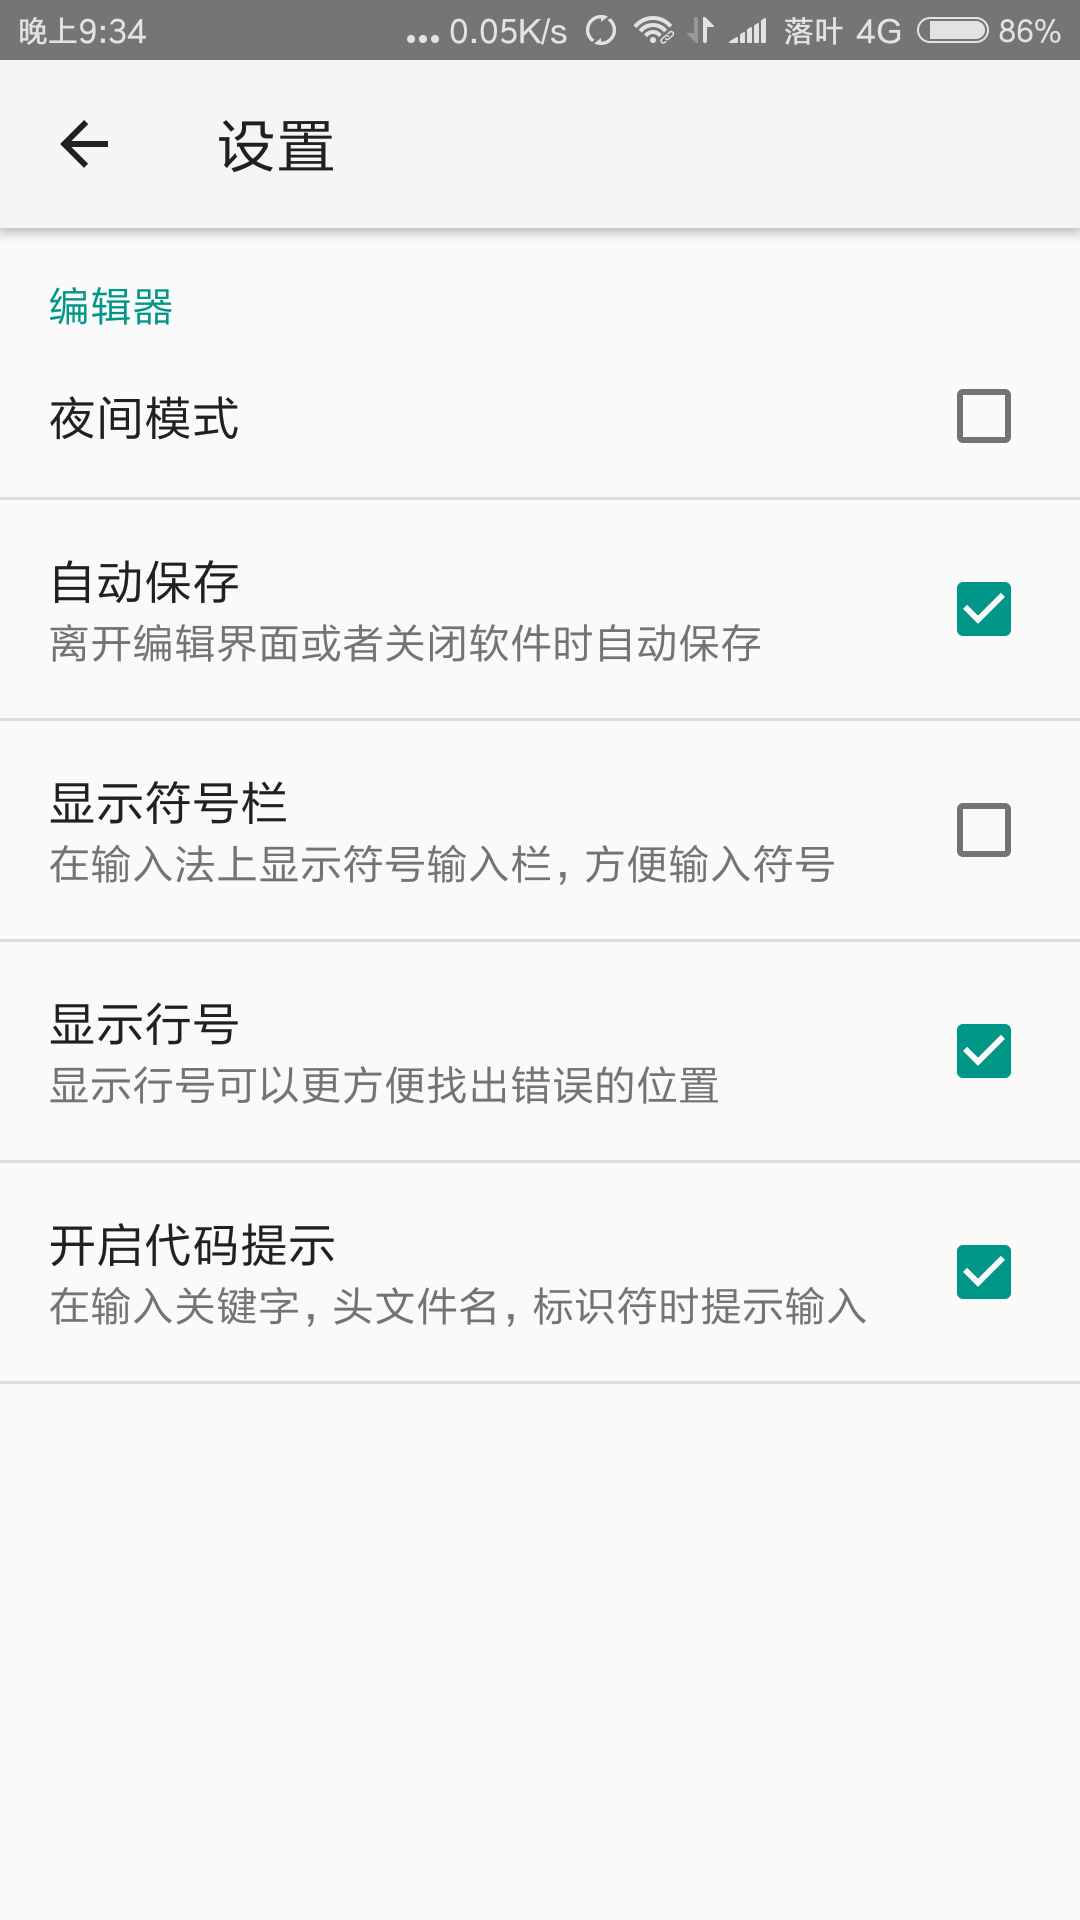 晚上9:34 ... 0.05K/s 落叶 4G 86%
设置
编辑器
夜间模式
自动保存
离开编辑界面或者关闭软件时自动保存
显示符号栏
在输入法上显示符号输入栏，方便输入符号
显示行号
显示行号可以更方便找出错误的位置
开启代码提示
在输入关键字，头文件名，标识符时提示输入